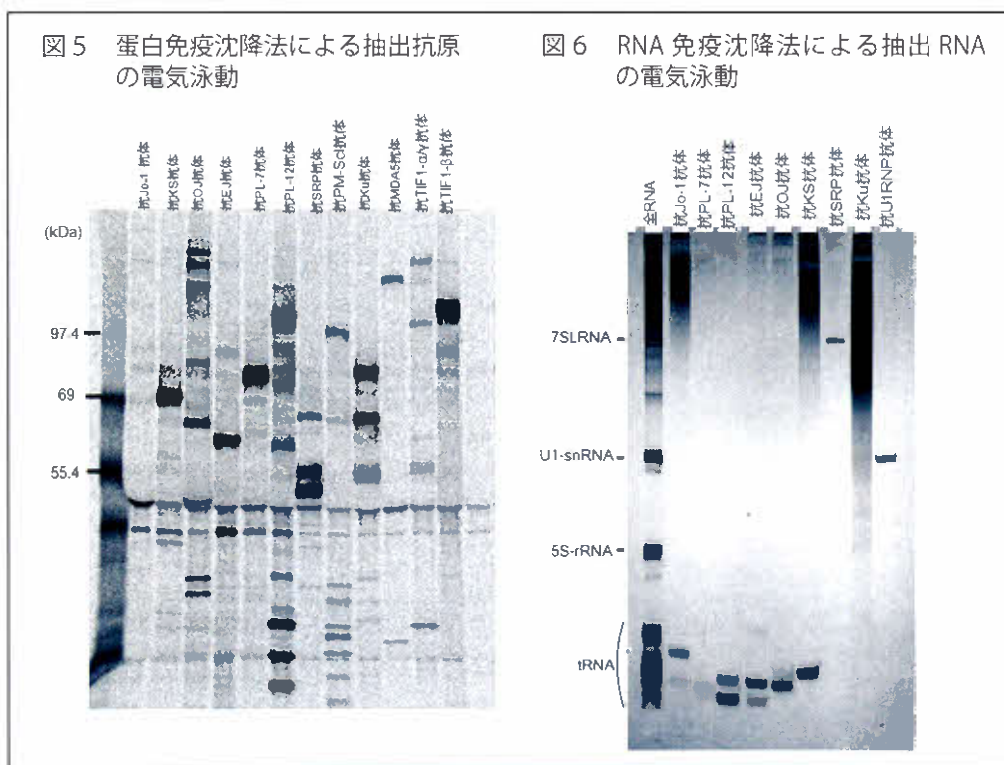 図5 蛋白免疫沈降法による抽出抗原
の電気泳動
抗Jo-1 抗体
抗KS抗体
抗OJ抗体
抗EJ抗体
抗PL-7抗体
抗PL-12抗体
抗SRP抗体
抗PM-Scl抗体
抗Ku抗体
抗MDA5抗体
抗TIF1-α/γ抗体
抗TIF1-β抗体
(kDa)
97.4
69
55.4
図6 RNA 免疫沈降法による抽出 RNA
の電気泳動
全RNA
抗Jo-1抗体
抗PL-7抗体
抗PL-12抗体
抗EJ抗体
抗OJ抗体
抗KS抗体
抗SRP抗体
抗Ku抗体
抗U1RNP抗体
7SLRNA
U1-snRNA
5S-rRNA
tRNA